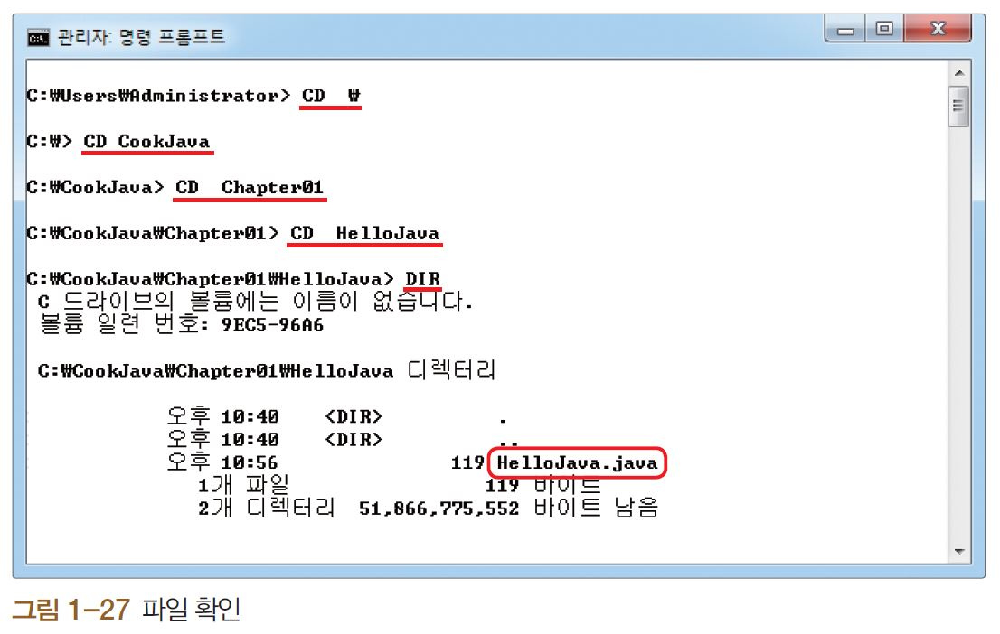 관리자: 명령 프롬프트
C:₩Users₩Administrator> CD ₩
C:₩> CD CookJava
C:₩CookJava> CD Chapter01
C:₩CookJava₩Chapter01> CD HelloJava
C:₩CookJava₩Chapter01₩HelloJava> DIR
C 드라이브의 볼륨에는 이름이 없습니다.
볼륨 일련 번호: 9EC5-96A6
C:₩CookJava₩Chapter01₩HelloJava 디렉터리
오후 10:40 <DIR> .
오후 10:40 <DIR> ..
오후 10:56 119 HelloJava.java
1개 파일 119 바이트
2개 디렉터리 51,866,775,552 바이트 남음
그림 1-27 파일 확인